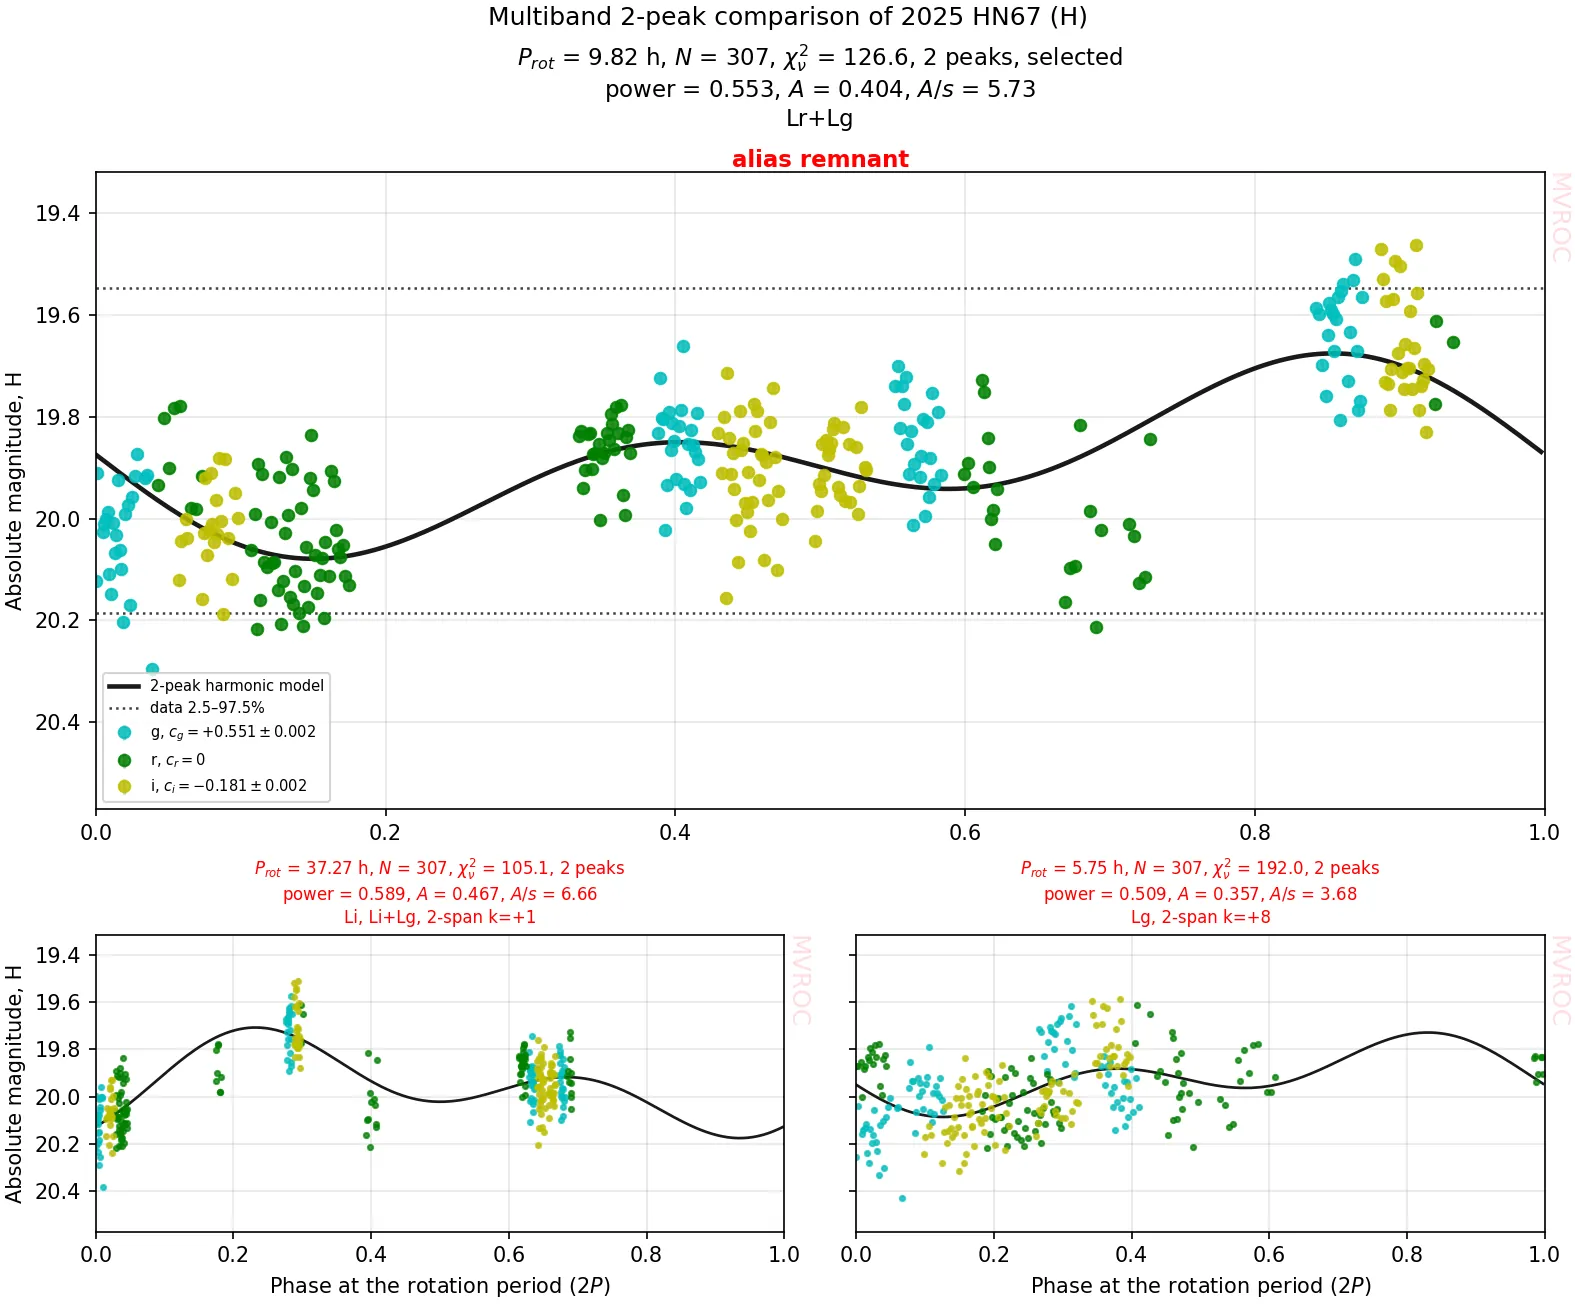 Multiband 2-peak comparison of 2025 HN67 (H)
P_rot = 9.82 h, N = 307, χ²_ν = 126.6, 2 peaks, selected
power = 0.553, A = 0.404, A/s = 5.73
Lr+Lg
alias remnant
MVROC
Absolute magnitude, H
19.4
19.6
19.8
20.0
20.2
20.4
2-peak harmonic model
data 2.5–97.5%
g, c_g = +0.551 ± 0.002
r, c_r = 0
i, c_i = −0.181 ± 0.002
0.0 0.2 0.4 0.6 0.8 1.0
P_rot = 37.27 h, N = 307, χ²_ν = 105.1, 2 peaks
power = 0.589, A = 0.467, A/s = 6.66
Li, Li+Lg, 2-span k=+1
MVROC
Absolute magnitude, H
19.4
19.6
19.8
20.0
20.2
20.4
0.0 0.2 0.4 0.6 0.8 1.0
Phase at the rotation period (2P)
P_rot = 5.75 h, N = 307, χ²_ν = 192.0, 2 peaks
power = 0.509, A = 0.357, A/s = 3.68
Lg, 2-span k=+8
MVROC
0.0 0.2 0.4 0.6 0.8 1.0
Phase at the rotation period (2P)